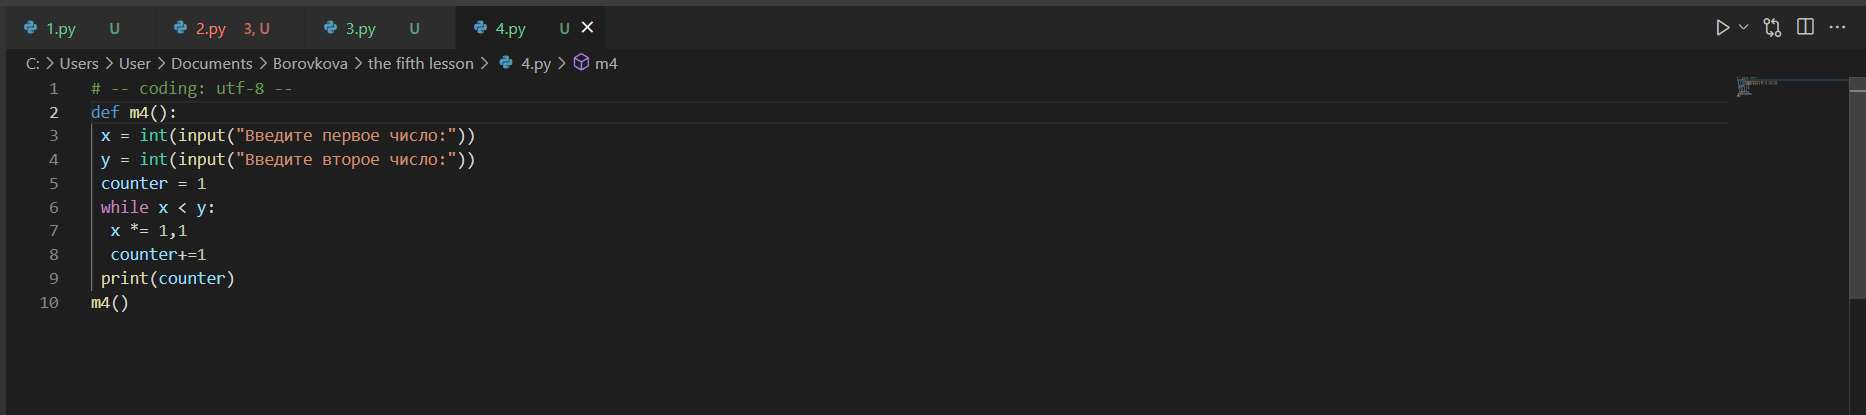 1.py U 2.py 3, U 3.py U 4.py U
C: > Users > User > Documents > Borovkova > the fifth lesson > 4.py > m4
1 # -- coding: utf-8 --
2 def m4():
3 x = int(input("Введите первое число:"))
4 y = int(input("Введите второе число:"))
5 counter = 1
6 while x < y:
7 x *= 1,1
8 counter+=1
9 print(counter)
10 m4()